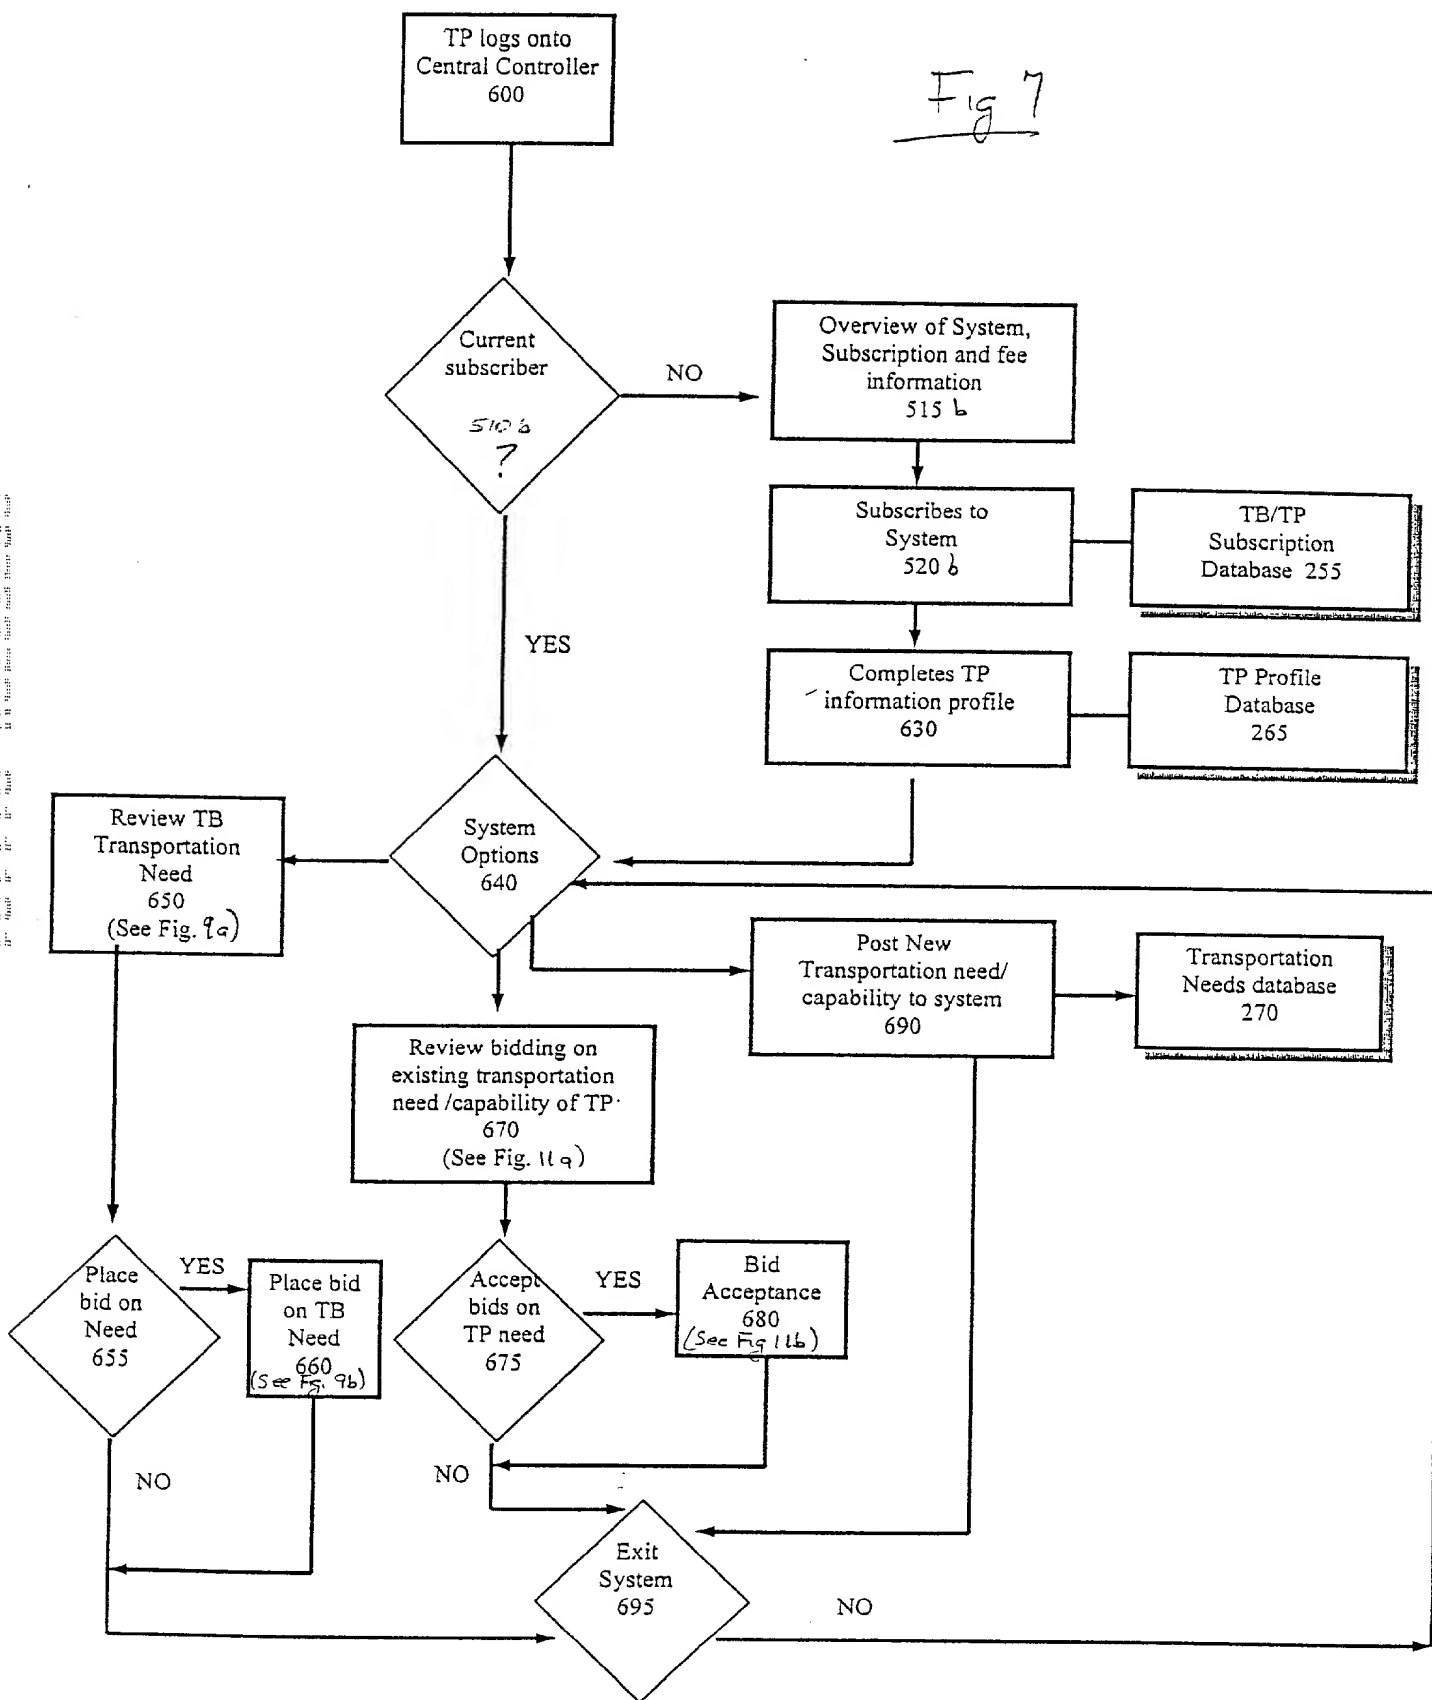 TP logs onto
Central Controller
600
Fig 7
Current
subscriber
510b
?
NO
Overview of System,
Subscription and fee
information
515 b
YES
Subscribes to
System
520 b
TB/TP
Subscription
Database 255
Completes TP
information profile
630
TP Profile
Database
265
Review TB
Transportation
Need
650
(See Fig. 9a)
System
Options
640
Post New
Transportation need/
capability to system
690
Transportation
Needs database
270
Review bidding on
existing transportation
need /capability of TP
670
(See Fig. 11a)
Place
bid on
Need
655
YES
Place bid
on TB
Need
660
(See Fig. 9b)
Accept
bids on
TP need
675
YES
Bid
Acceptance
680
(See Fig 11b)
NO
NO
Exit
System
695
NO